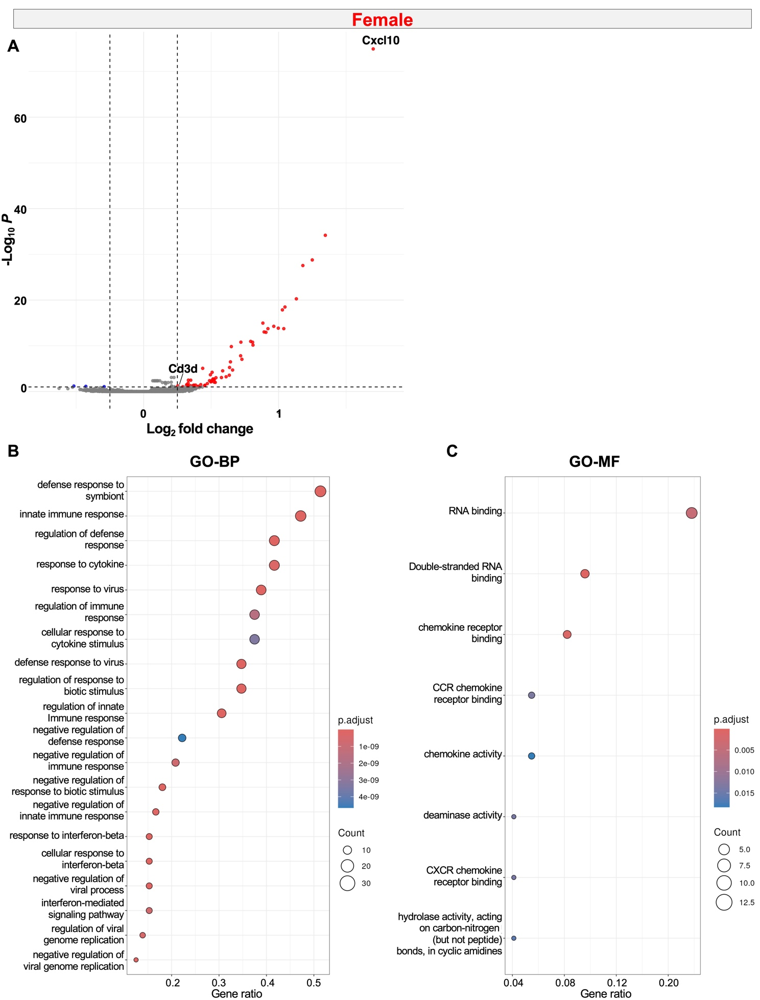 Female
A
Cxcl10
60
40
20
0
-Log10 P
Cd3d
0
1
Log2 fold change
B
GO-BP
defense response to
symbiont
innate immune response
regulation of defense
response
response to cytokine
response to virus
regulation of immune
response
cellular response to
cytokine stimulus
defense response to virus
regulation of response to
biotic stimulus
regulation of innate
Immune response
negative regulation of
defense response
negative regulation of
immune response
negative regulation of
response to biotic stimulus
negative regulation of
innate immune response
response to interferon-beta
cellular response to
interferon-beta
negative regulation of
viral process
interferon-mediated
signaling pathway
regulation of viral
genome replication
negative regulation of
viral genome replication
0.2
0.3
0.4
0.5
Gene ratio
p.adjust
1e-09
2e-09
3e-09
4e-09
Count
10
20
30
C
GO-MF
RNA binding
Double-stranded RNA
binding
chemokine receptor
binding
CCR chemokine
receptor binding
chemokine activity
deaminase activity
CXCR chemokine
receptor binding
hydrolase activity, acting
on carbon-nitrogen
(but not peptide)
bonds, in cyclic amidines
0.04
0.08
0.12
0.20
Gene ratio
p.adjust
0.005
0.010
0.015
Count
5.0
7.5
10.0
12.5